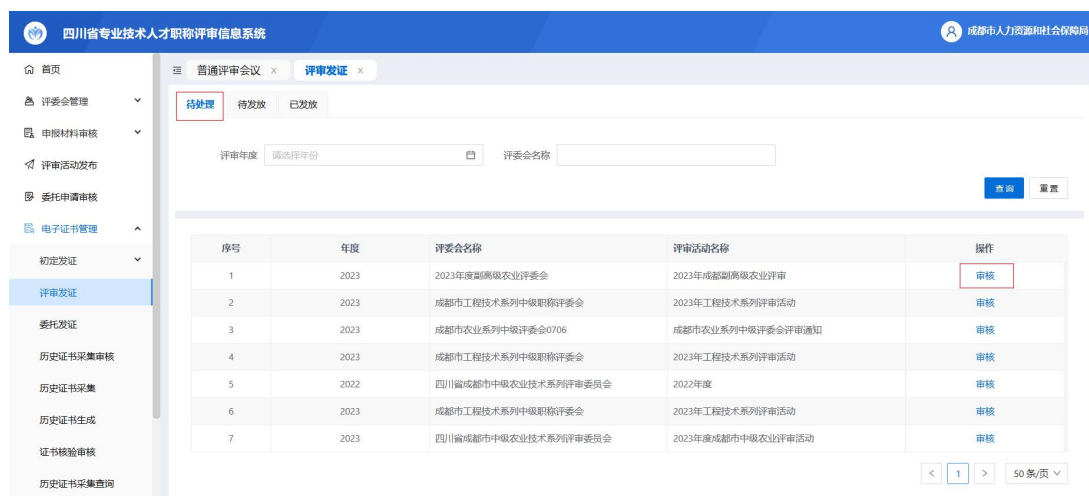 四川省专业技术人才职称评审信息系统
成都市人力资源和社会保障局
首页
评委会管理
申报材料审核
评审活动发布
委托申请审核
电子证书管理
初定发证
评审发证
委托发证
历史证书采集审核
历史证书采集
历史证书生成
证书核验审核
历史证书采集查询
普通评审会议 × 评审发证 ×
待处理 待发放 已发放
评审年度 请选择年份 评委会名称
查询 重置
序号 年度 评委会名称 评审活动名称 操作
1 2023 2023年度副高级农业评委会 2023年成都副高级农业评审 审核
2 2023 成都市工程技术系列中级职称评委会 2023年工程技术系列评审活动 审核
3 2023 成都市农业系列中级评委会0706 成都市农业系列中级评委会评审通知 审核
4 2023 成都市工程技术系列中级职称评委会 2023年工程技术系列评审活动 审核
5 2022 四川省成都市中级农业技术系列评审委员会 2022年度 审核
6 2023 成都市工程技术系列中级职称评委会 2023年工程技术系列评审活动 审核
7 2023 四川省成都市中级农业技术系列评审委员会 2023年度成都市中级农业评审活动 审核
< 1 > 50 条/页